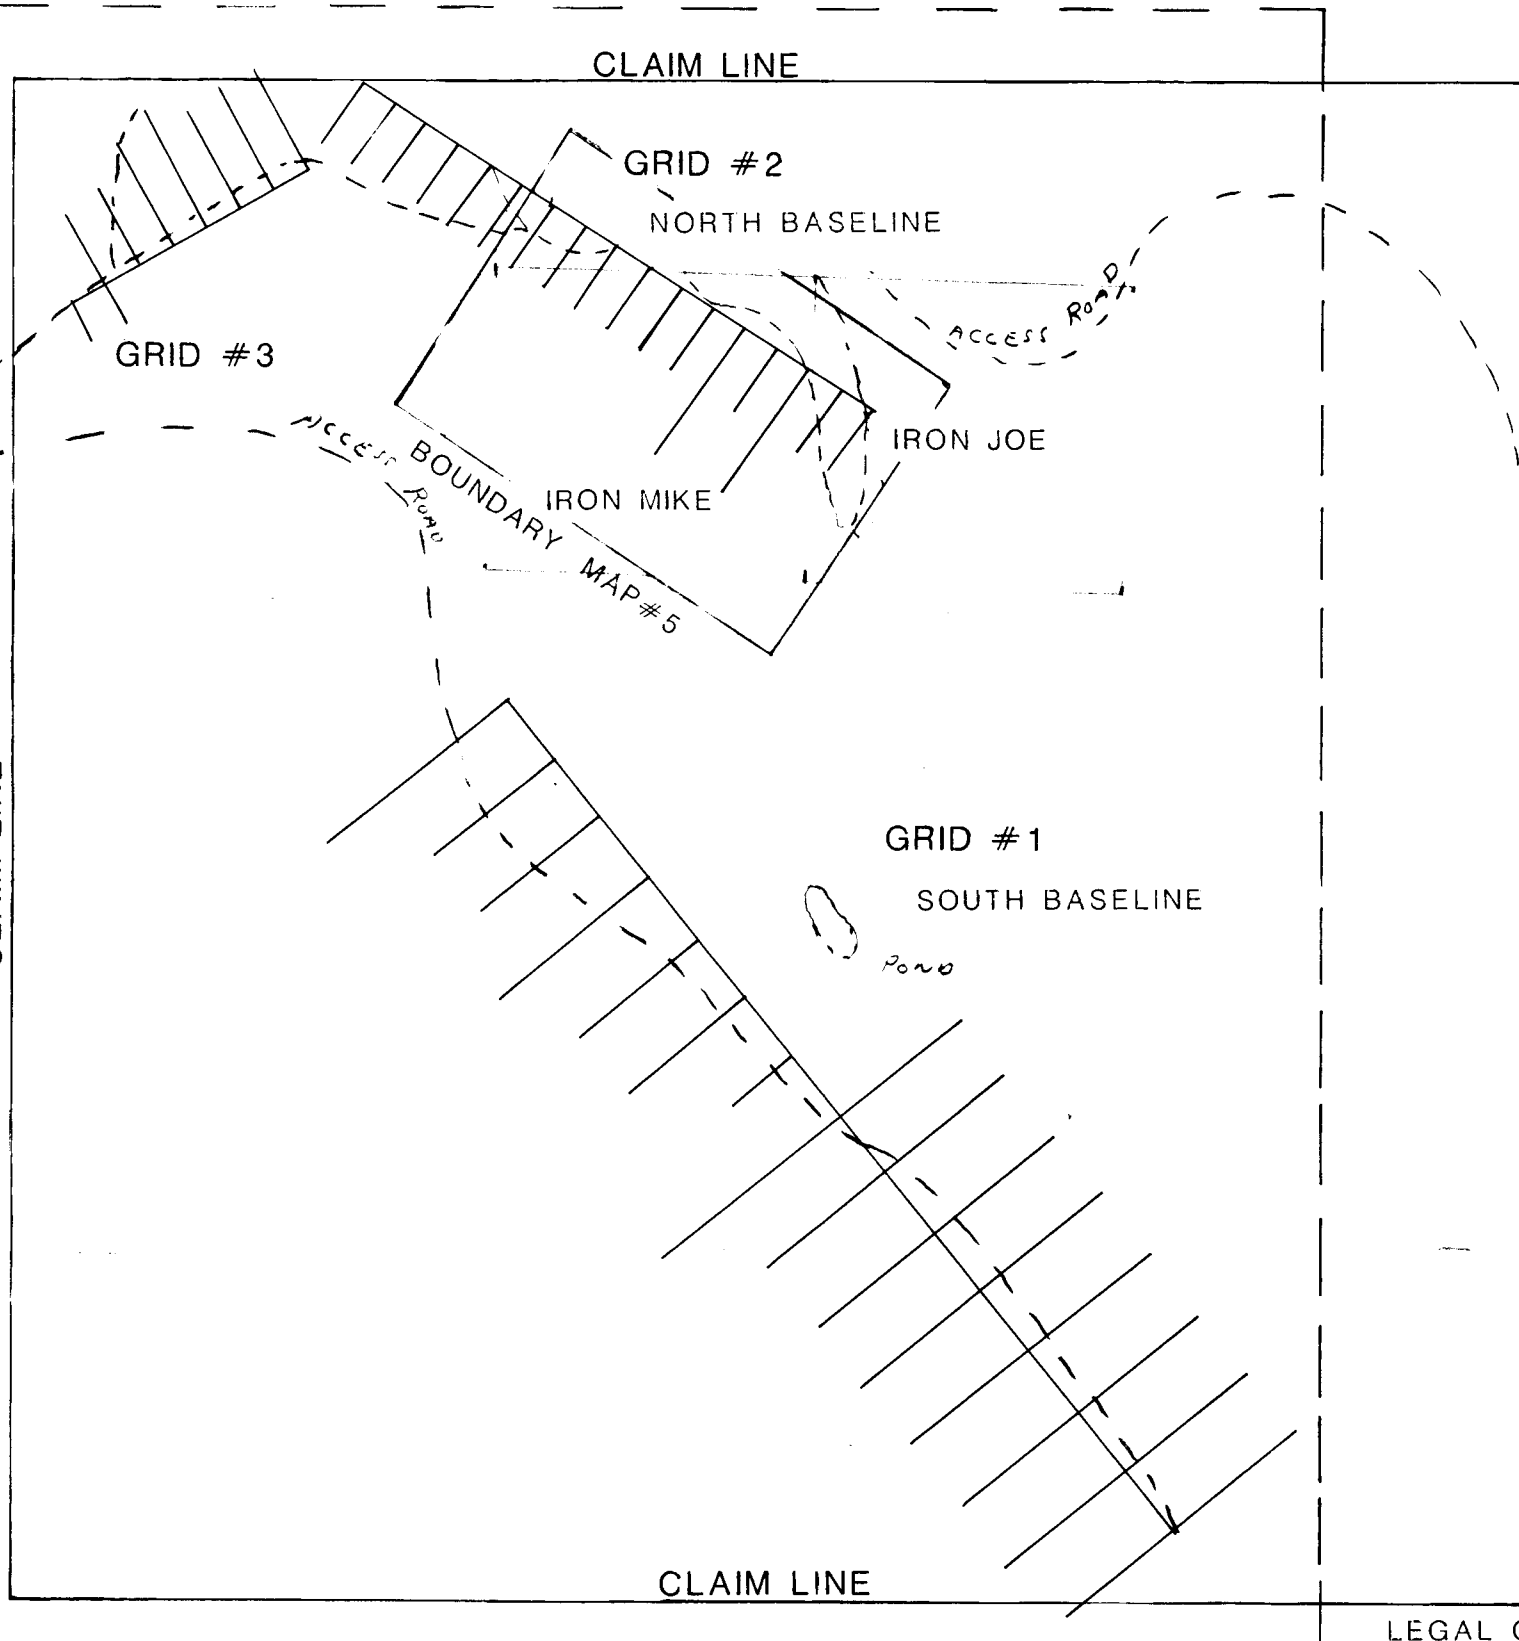 CLAIM LINE
GRID #2
NORTH BASELINE
ACCESS ROAD
GRID #3
ACCESS ROAD
IRON JOE
BOUNDARY MAP #5
IRON MIKE
GRID #1
SOUTH BASELINE
POND
CLAIM LINE
LEGAL